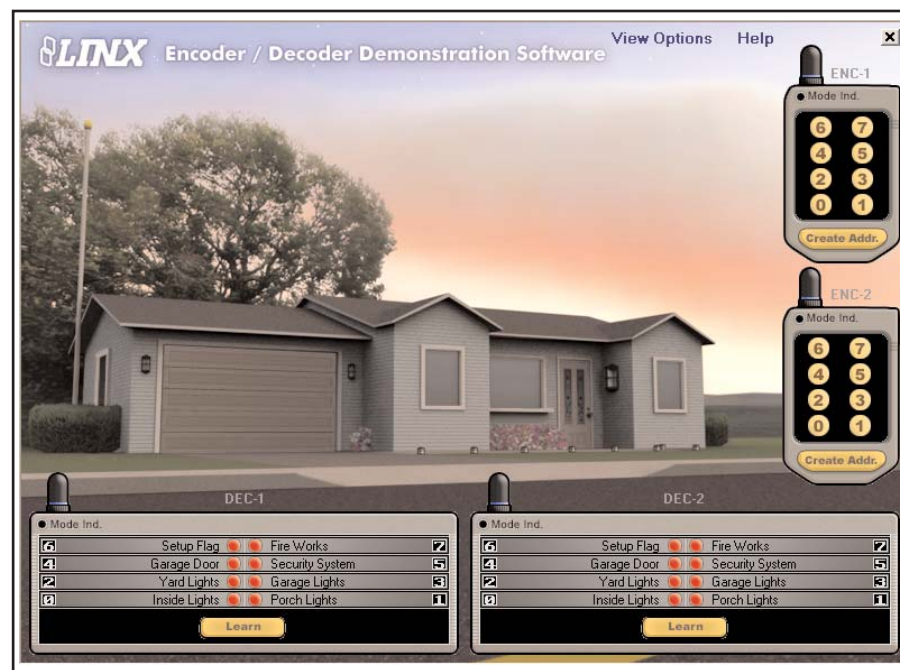 LINX Encoder / Decoder Demonstration Software View Options Help
ENC-1
Mode Ind.
6 7
4 5
2 3
0 1
Create Addr.
ENC-2
Mode Ind.
6 7
4 5
2 3
0 1
Create Addr.
DEC-1
Mode Ind.
6 Setup Flag Fire Works 7
4 Garage Door Security System 5
2 Yard Lights Garage Lights 3
0 Inside Lights Porch Lights 1
Learn
DEC-2
Mode Ind.
6 Setup Flag Fire Works 7
4 Garage Door Security System 5
2 Yard Lights Garage Lights 3
0 Inside Lights Porch Lights 1
Learn